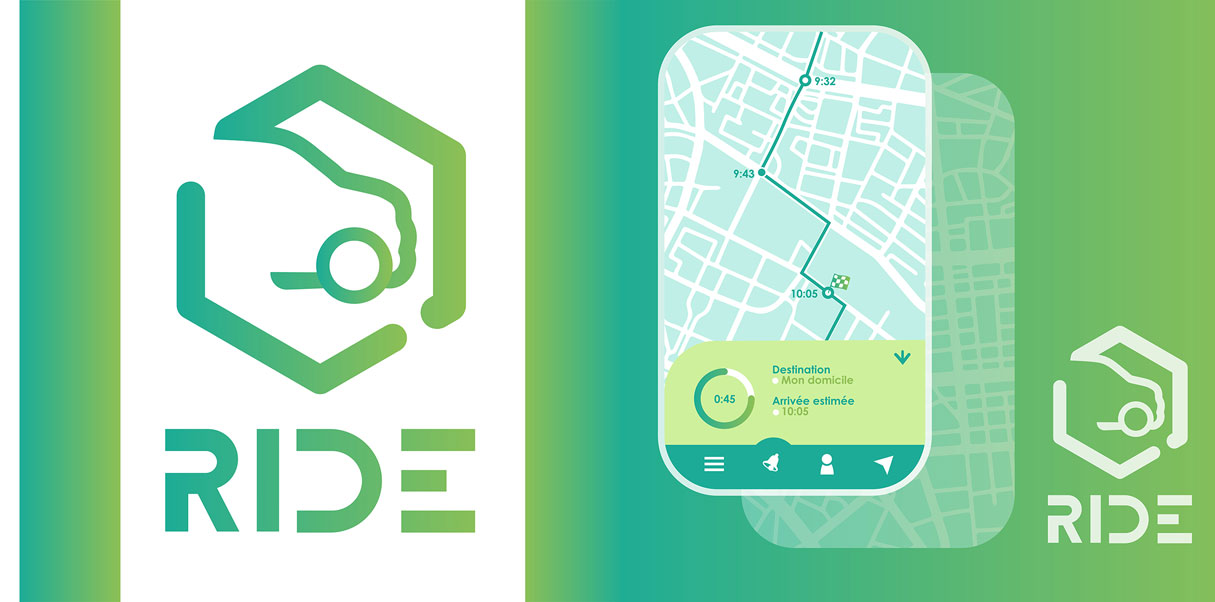 RIDE
9:32
9:43
10:05
0:45
Destination
Mon domicile
Arrivée estimée
10:05
RIDE